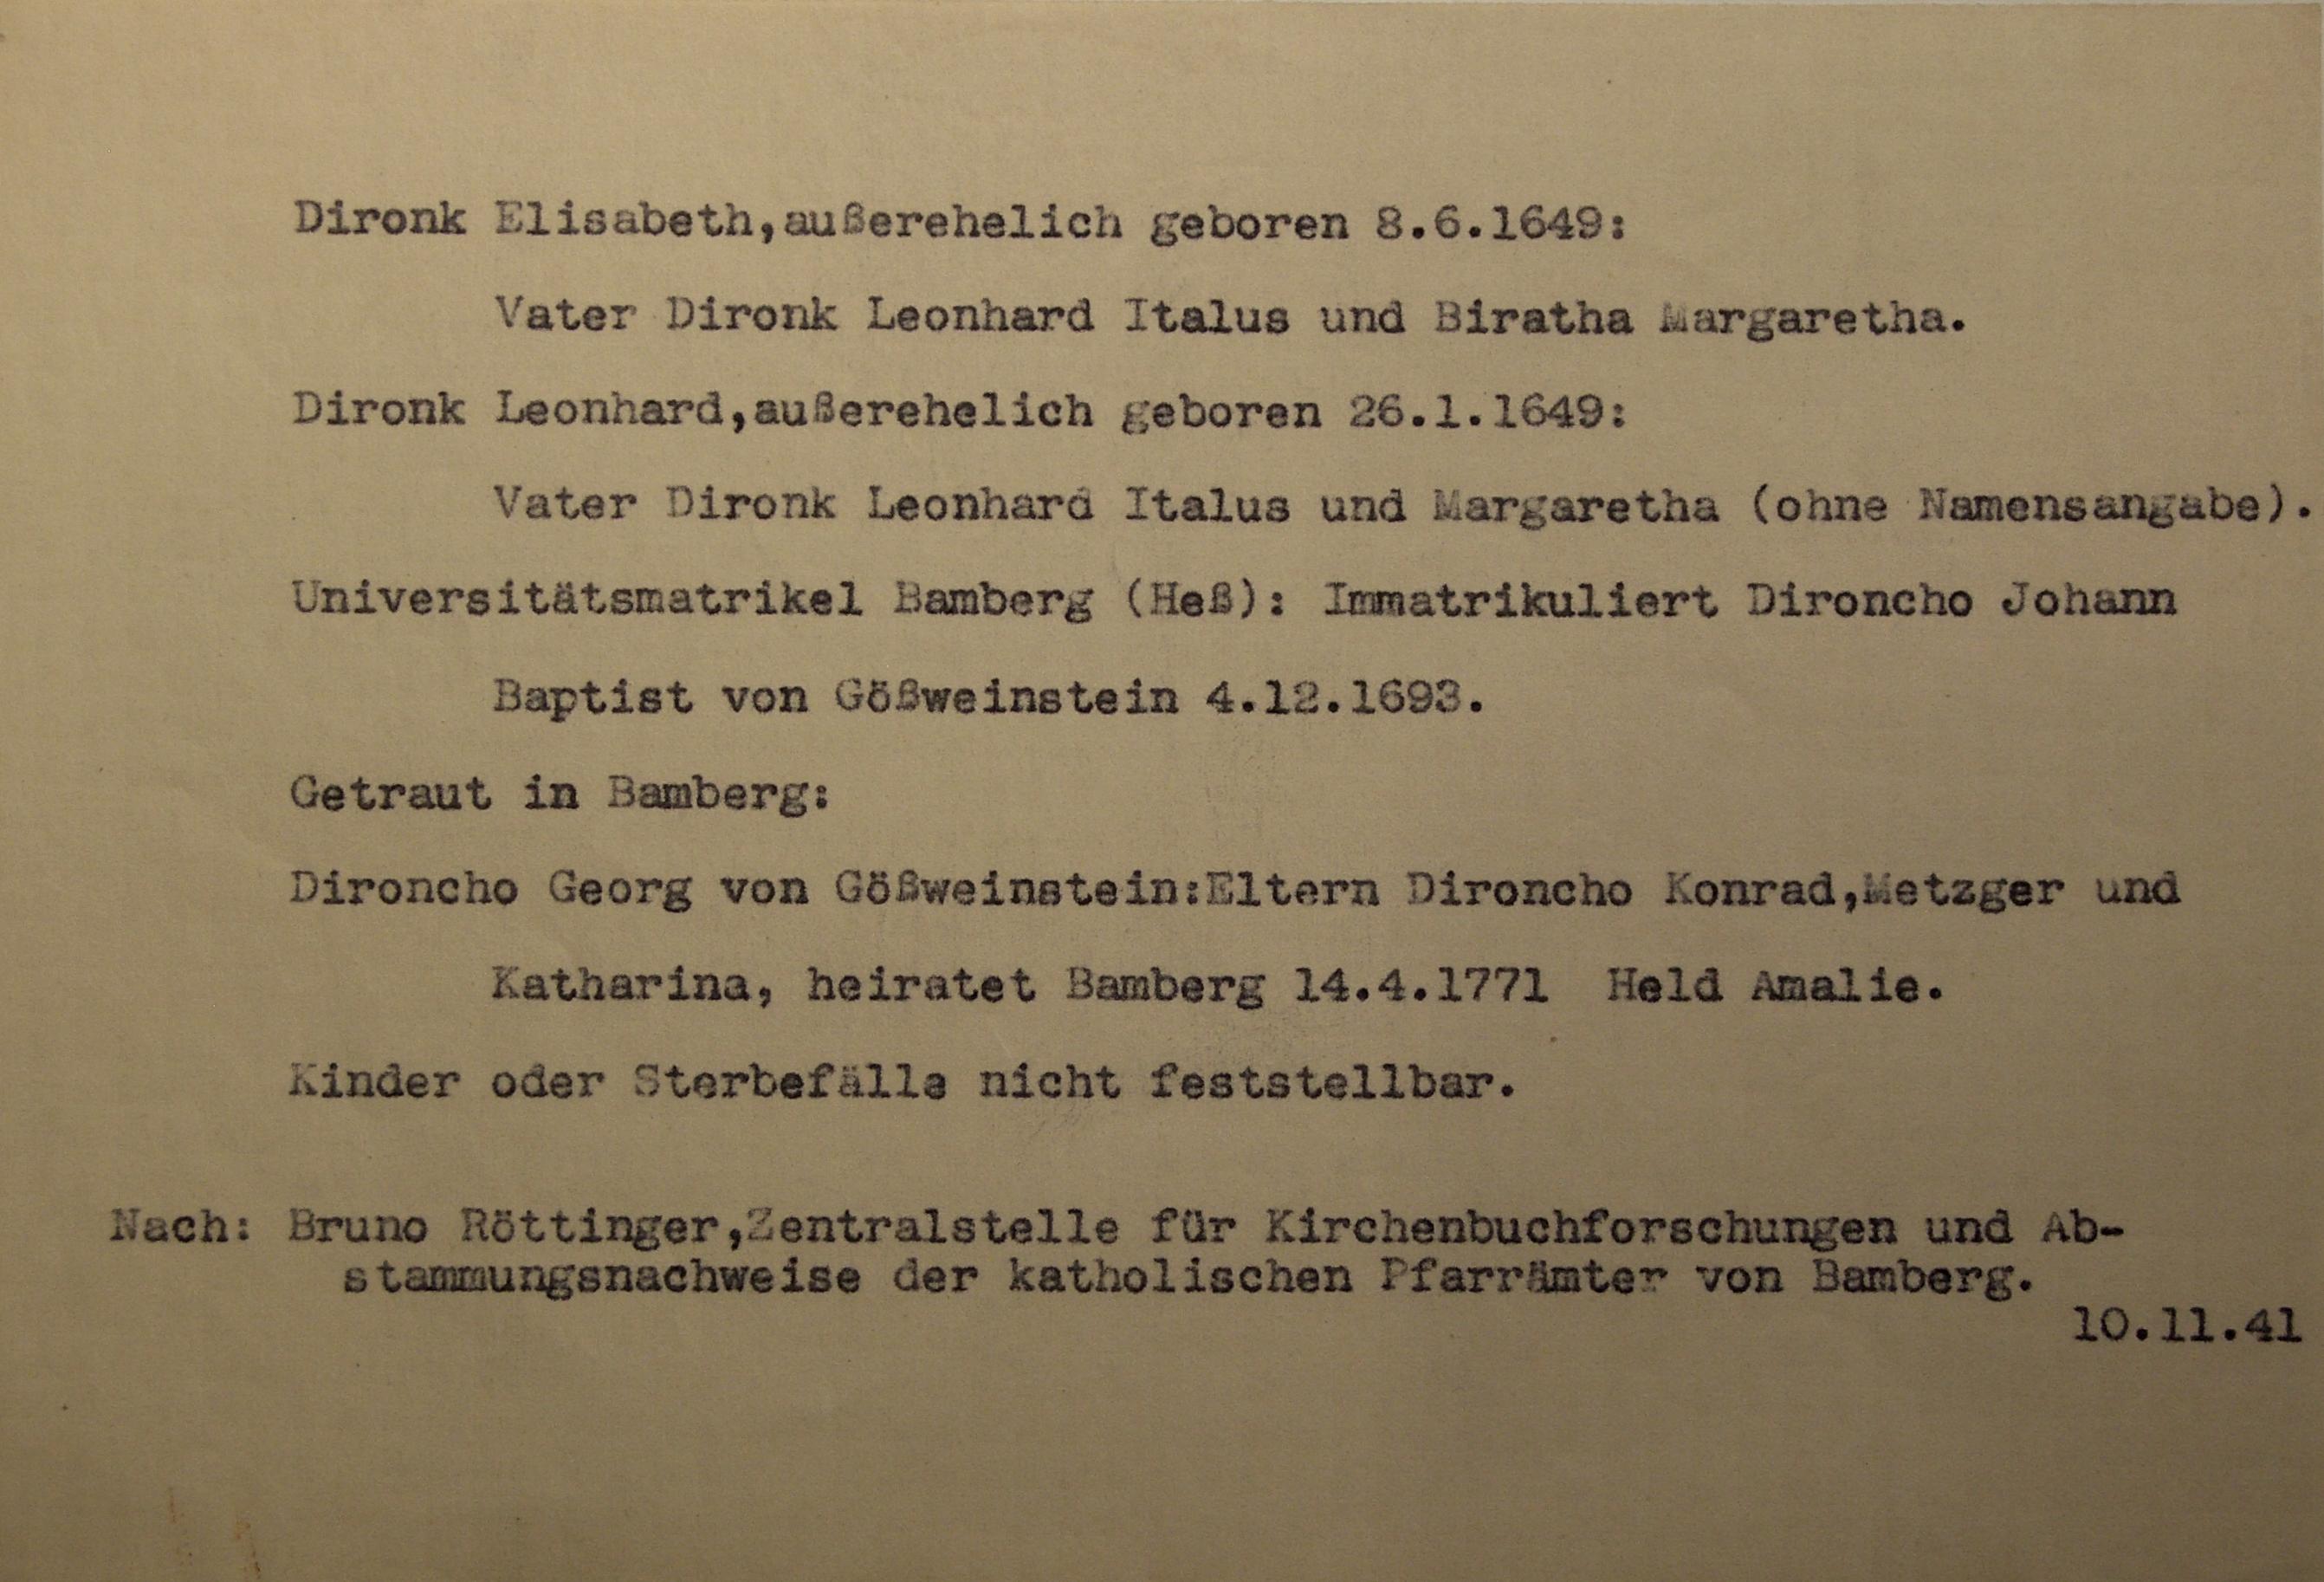 Dironk Elisabeth,außerehelich geboren 8.6.1649:
Vater Dironk Leonhard Italus und Biratha Margaretha.
Dironk Leonhard,außerehelich geboren 26.1.1649:
Vater Dironk Leonhard Italus und Margaretha (ohne Namensangabe).
Universitätsmatrikel Bamberg (Heß): Immatrikuliert Dironcho Johann
Baptist von Gößweinstein 4.12.1693.
Getraut in Bamberg:
Dironcho Georg von Gößweinstein:Eltern Dironcho Konrad,Metzger und
Katharina, heiratet Bamberg 14.4.1771 Held Amalie.
Kinder oder Sterbefälle nicht feststellbar.
Nach: Bruno Röttinger,Zentralstelle für Kirchenbuchforschungen und Ab-
stammungsnachweise der katholischen Pfarrämter von Bamberg.
10.11.41